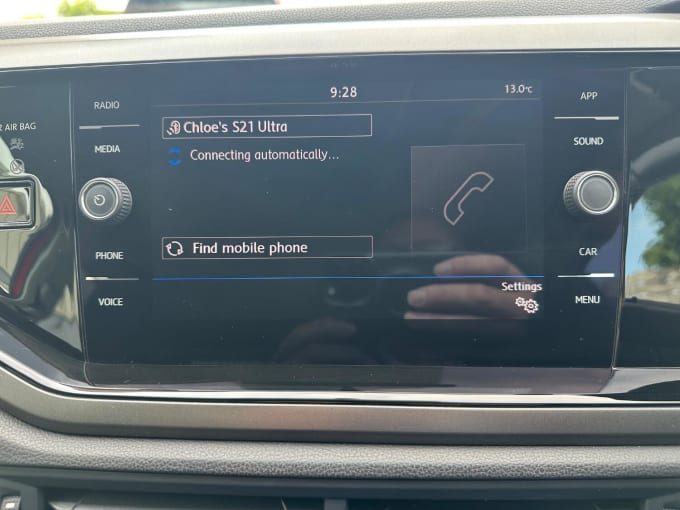 9:28
13.0°C
RADIO
APP
AIR BAG
Chloe's S21 Ultra
MEDIA
Connecting automatically...
SOUND
PHONE
Find mobile phone
CAR
VOICE
Settings
MENU